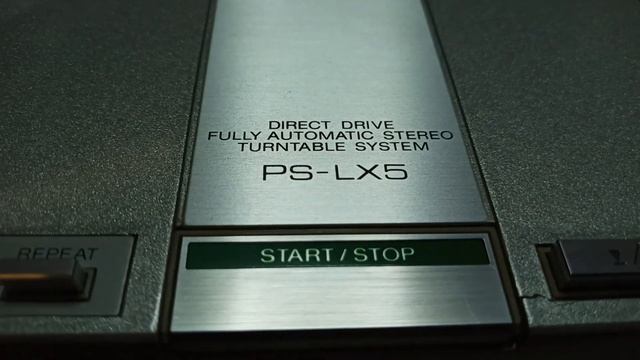 DIRECT DRIVE
FULLY AUTOMATIC STEREO
TURNTABLE SYSTEM
PS-LX5
REPEAT
START/STOP